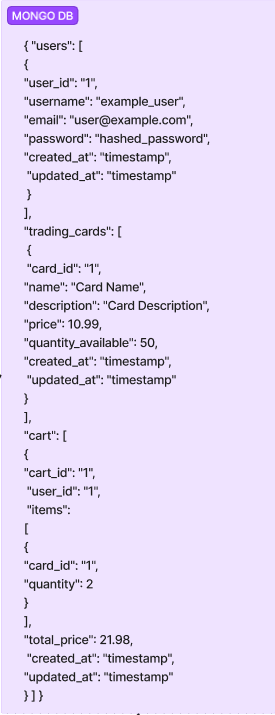 MONGO DB
{ "users": [
{
"user_id": "1",
"username": "example_user",
"email": "user@example.com",
"password": "hashed_password",
"created_at": "timestamp",
"updated_at": "timestamp"
}
],
"trading_cards": [
{
"card_id": "1",
"name": "Card Name",
"description": "Card Description",
"price": 10.99,
"quantity_available": 50,
"created_at": "timestamp",
"updated_at": "timestamp"
}
],
"cart": [
{
"cart_id": "1",
"user_id": "1",
"items":
[
{
"card_id": "1",
"quantity": 2
}
],
"total_price": 21.98,
"created_at": "timestamp",
"updated_at": "timestamp"
} ] }